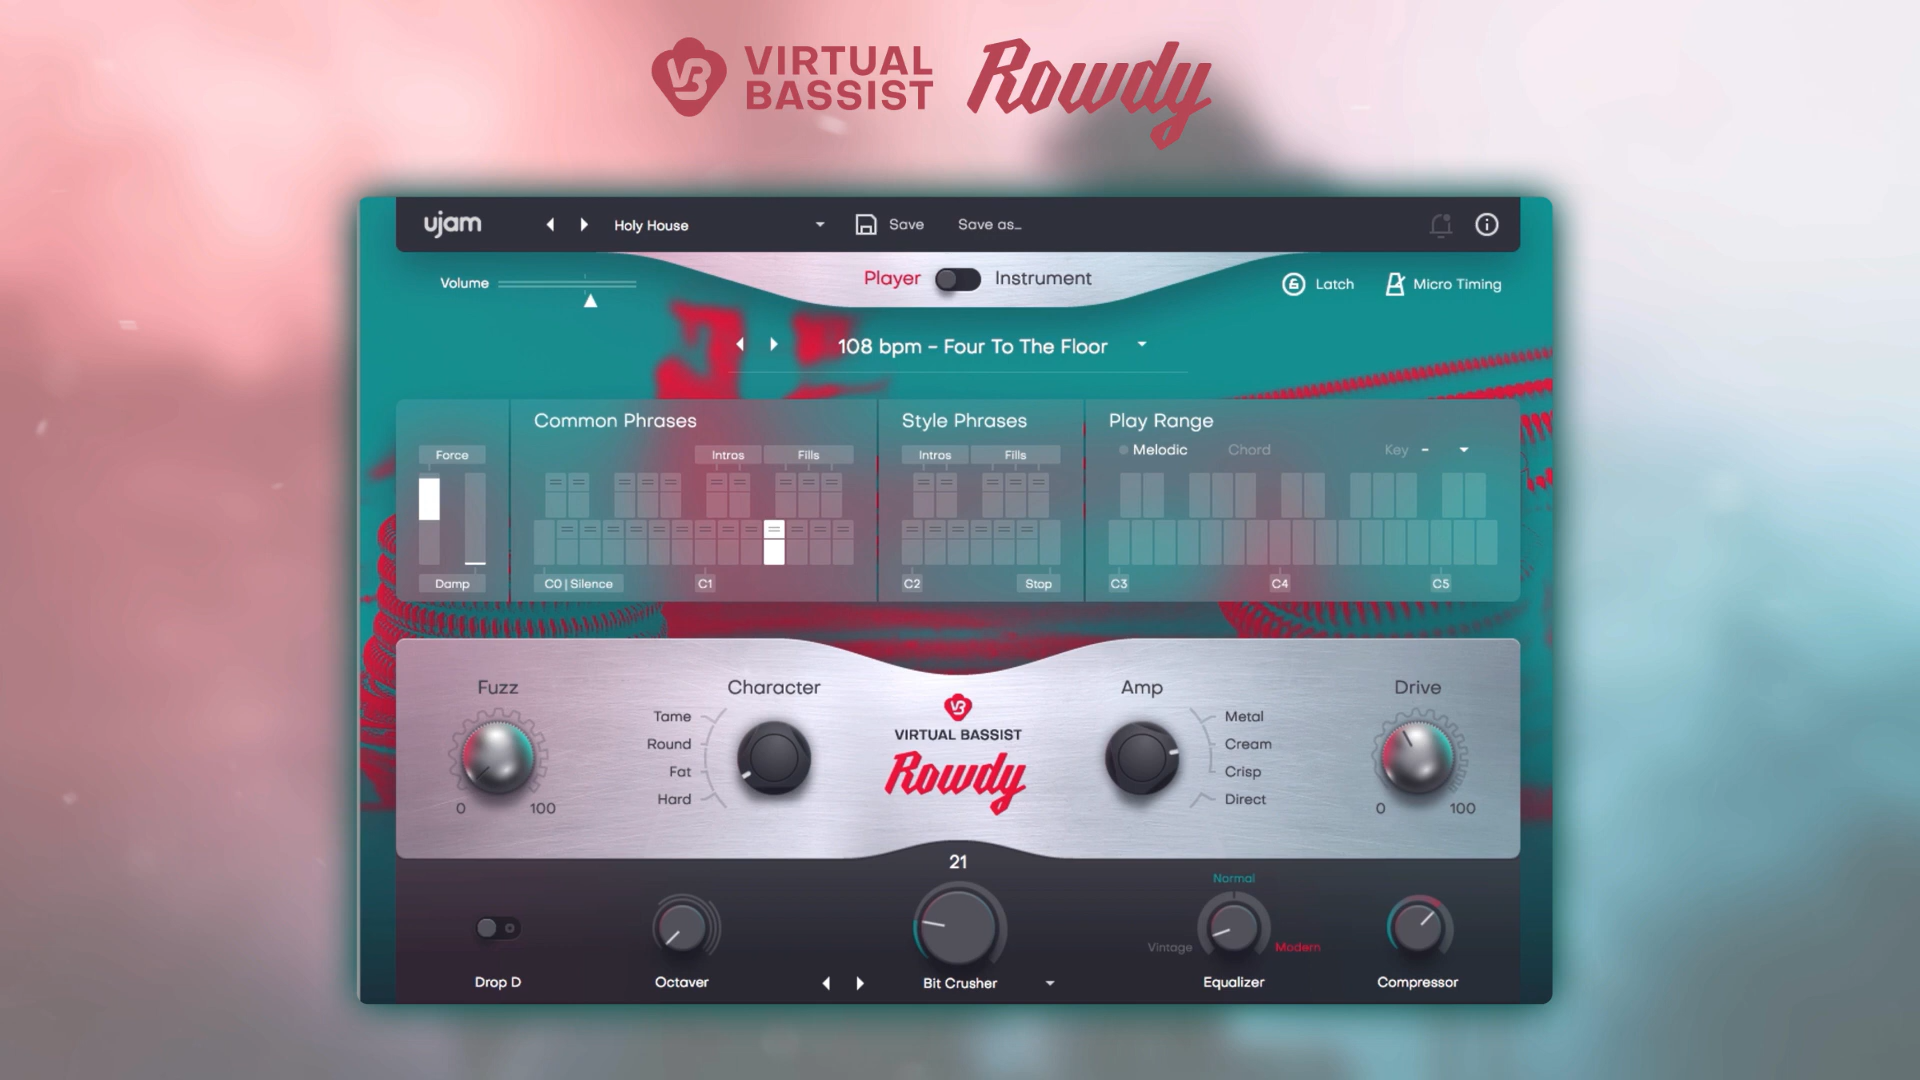 VIRTUAL
BASSIST
Rowdy
ujam
Holy House
Save
Save as...
Volume
Player
Instrument
Latch
Micro Timing
108 bpm - Four To The Floor
Common Phrases
Style Phrases
Play Range
Melodic
Chord
Key -
Force
Intros
Fills
Intros
Fills
Damp
C0 | Silence
C1
C2
Stop
C3
C4
C5
Fuzz
Character
Amp
Drive
Tame
Round
Fat
Hard
VB
VIRTUAL BASSIST
Rowdy
Metal
Cream
Crisp
Direct
0
100
0
100
21
Normal
Vintage
Modern
Drop D
Octaver
Bit Crusher
Equalizer
Compressor